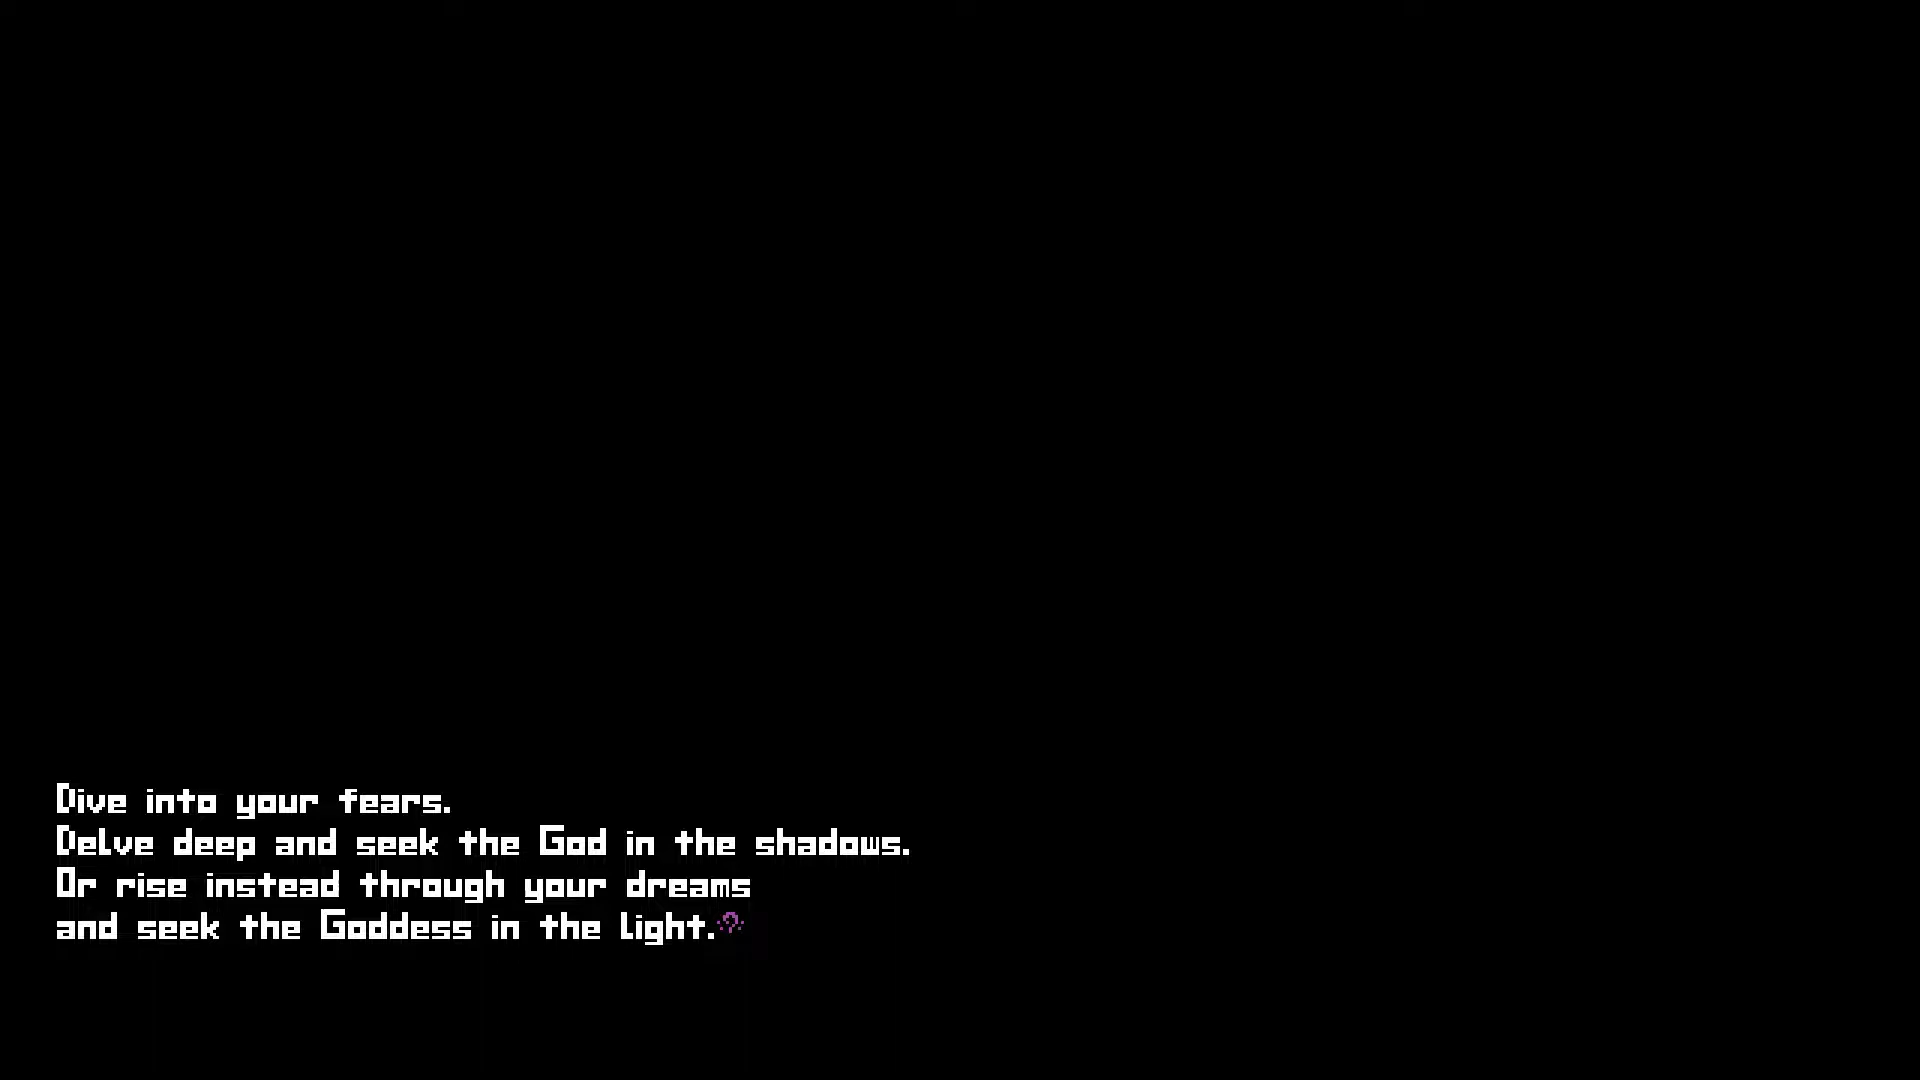 Dive into your fears.
Delve deep and seek the God in the shadows.
Or rise instead through your dreams
and seek the Goddess in the light.